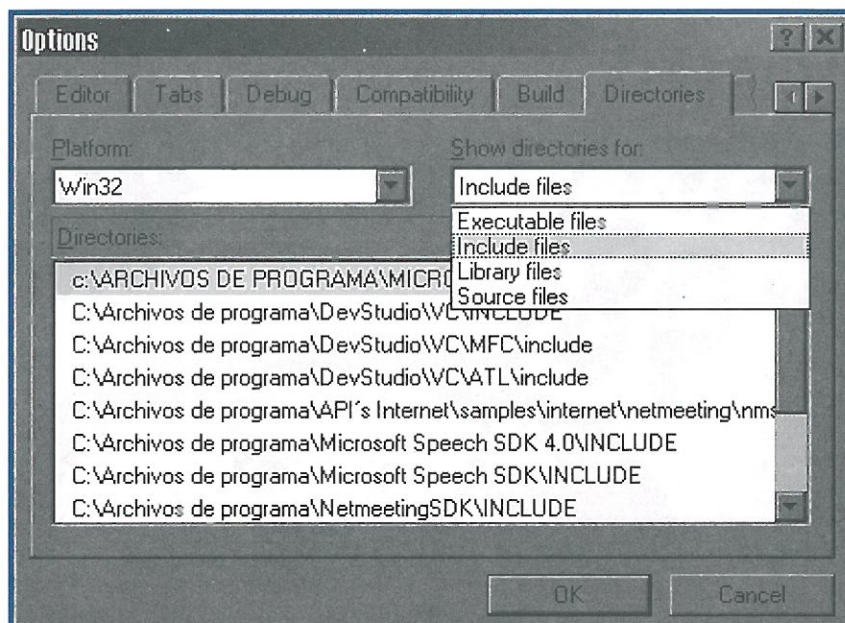 Options
Editor Tabs Debug Compatibility Build Directories
Platform: Show directories for:
Win32 Include files
Executable files
Include files
Library files
Source files
Directories:
c:\ARCHIVOS DE PROGRAMA\MICRO
C:\Archivos de programa\DevStudio\VC\INCLUDE
C:\Archivos de programa\DevStudio\VC\MFC\include
C:\Archivos de programa\DevStudio\VC\ATL\include
C:\Archivos de programa\API´s Internet\samples\internet\netmeeting\nms
C:\Archivos de programa\Microsoft Speech SDK 4.0\INCLUDE
C:\Archivos de programa\Microsoft Speech SDK\INCLUDE
C:\Archivos de programa\NetmeetingSDK\INCLUDE
OK Cancel